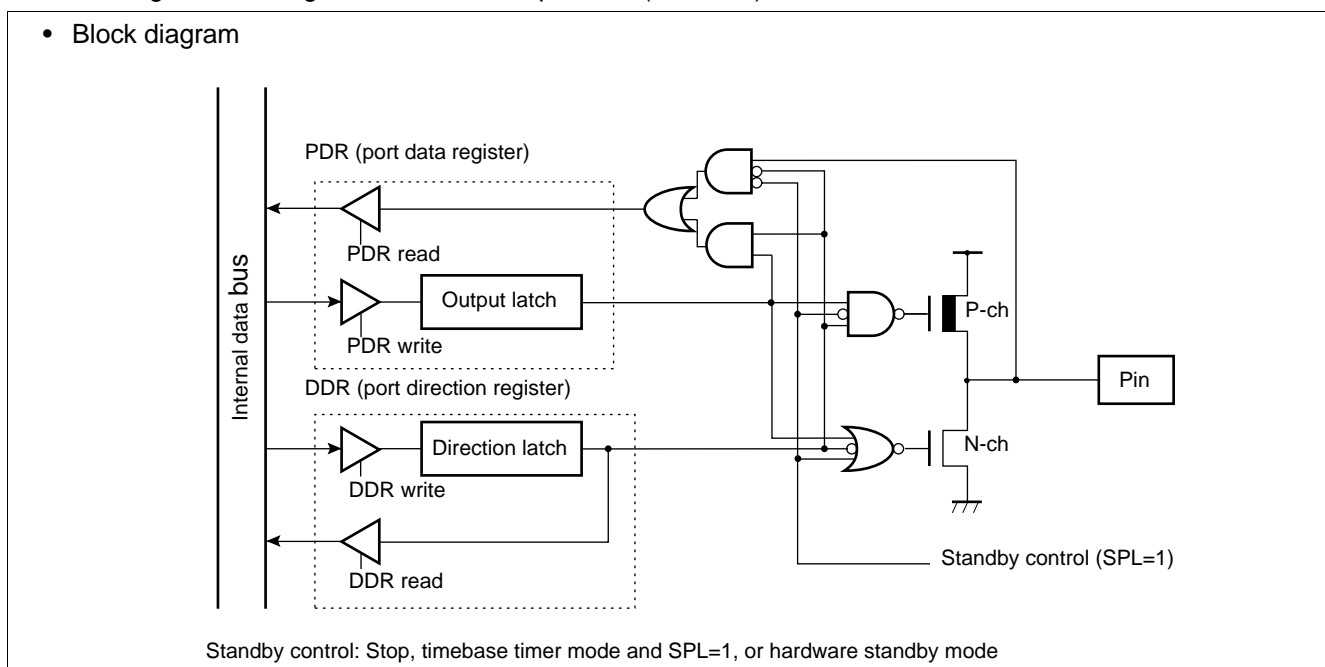 • Block diagram
PDR (port data register)
PDR read
Output latch
PDR write
P-ch
Pin
Internal data bus
DDR (port direction register)
Direction latch
N-ch
DDR write
DDR read
Standby control (SPL=1)
Standby control: Stop, timebase timer mode and SPL=1, or hardware standby mode